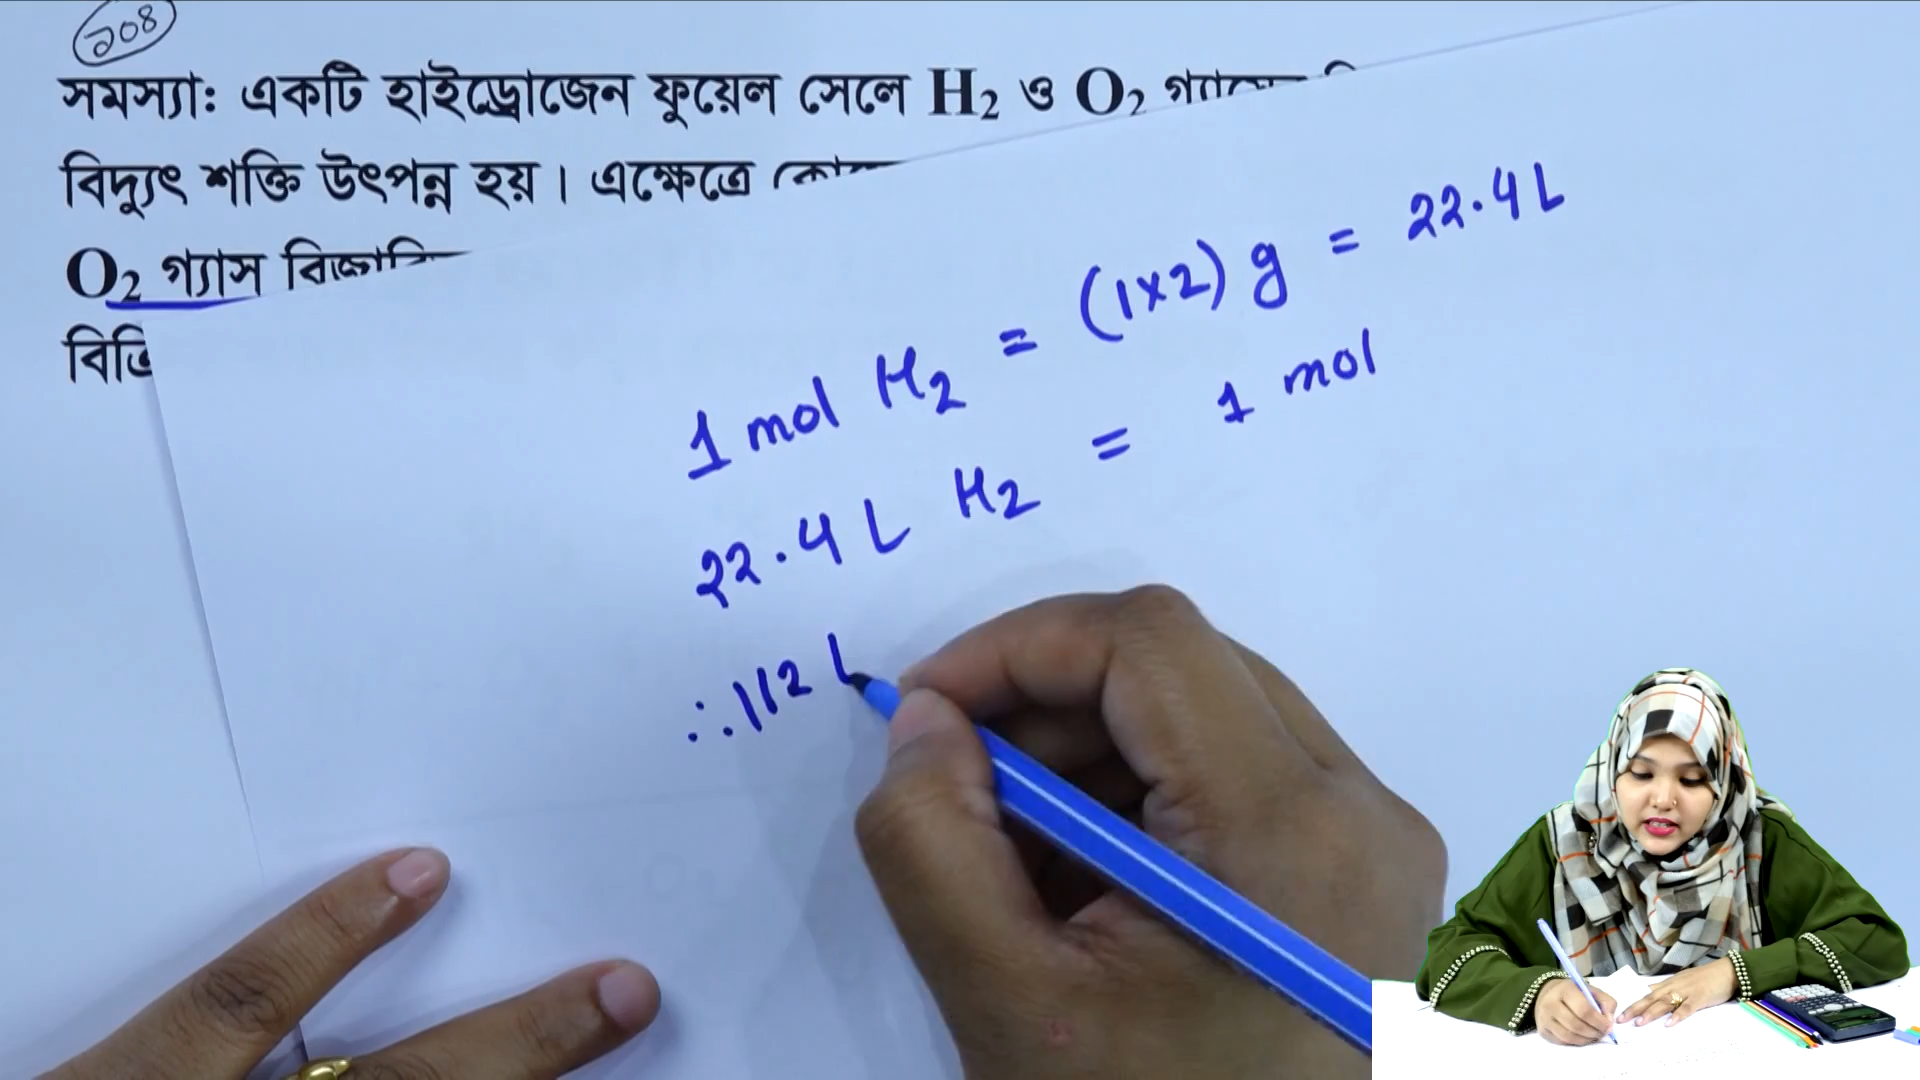 ২০৪
সমস্যাঃ একটি হাইড্রোজেন ফুয়েল সেলে H₂ ও O₂
বিদ্যুৎ শক্তি উৎপন্ন হয়। এক্ষেত্রে
O₂ গ্যাস
1 mol H₂ = (1×2) g = 22.4 L
22.4 L H₂ = 1 mol
∴ 112 L